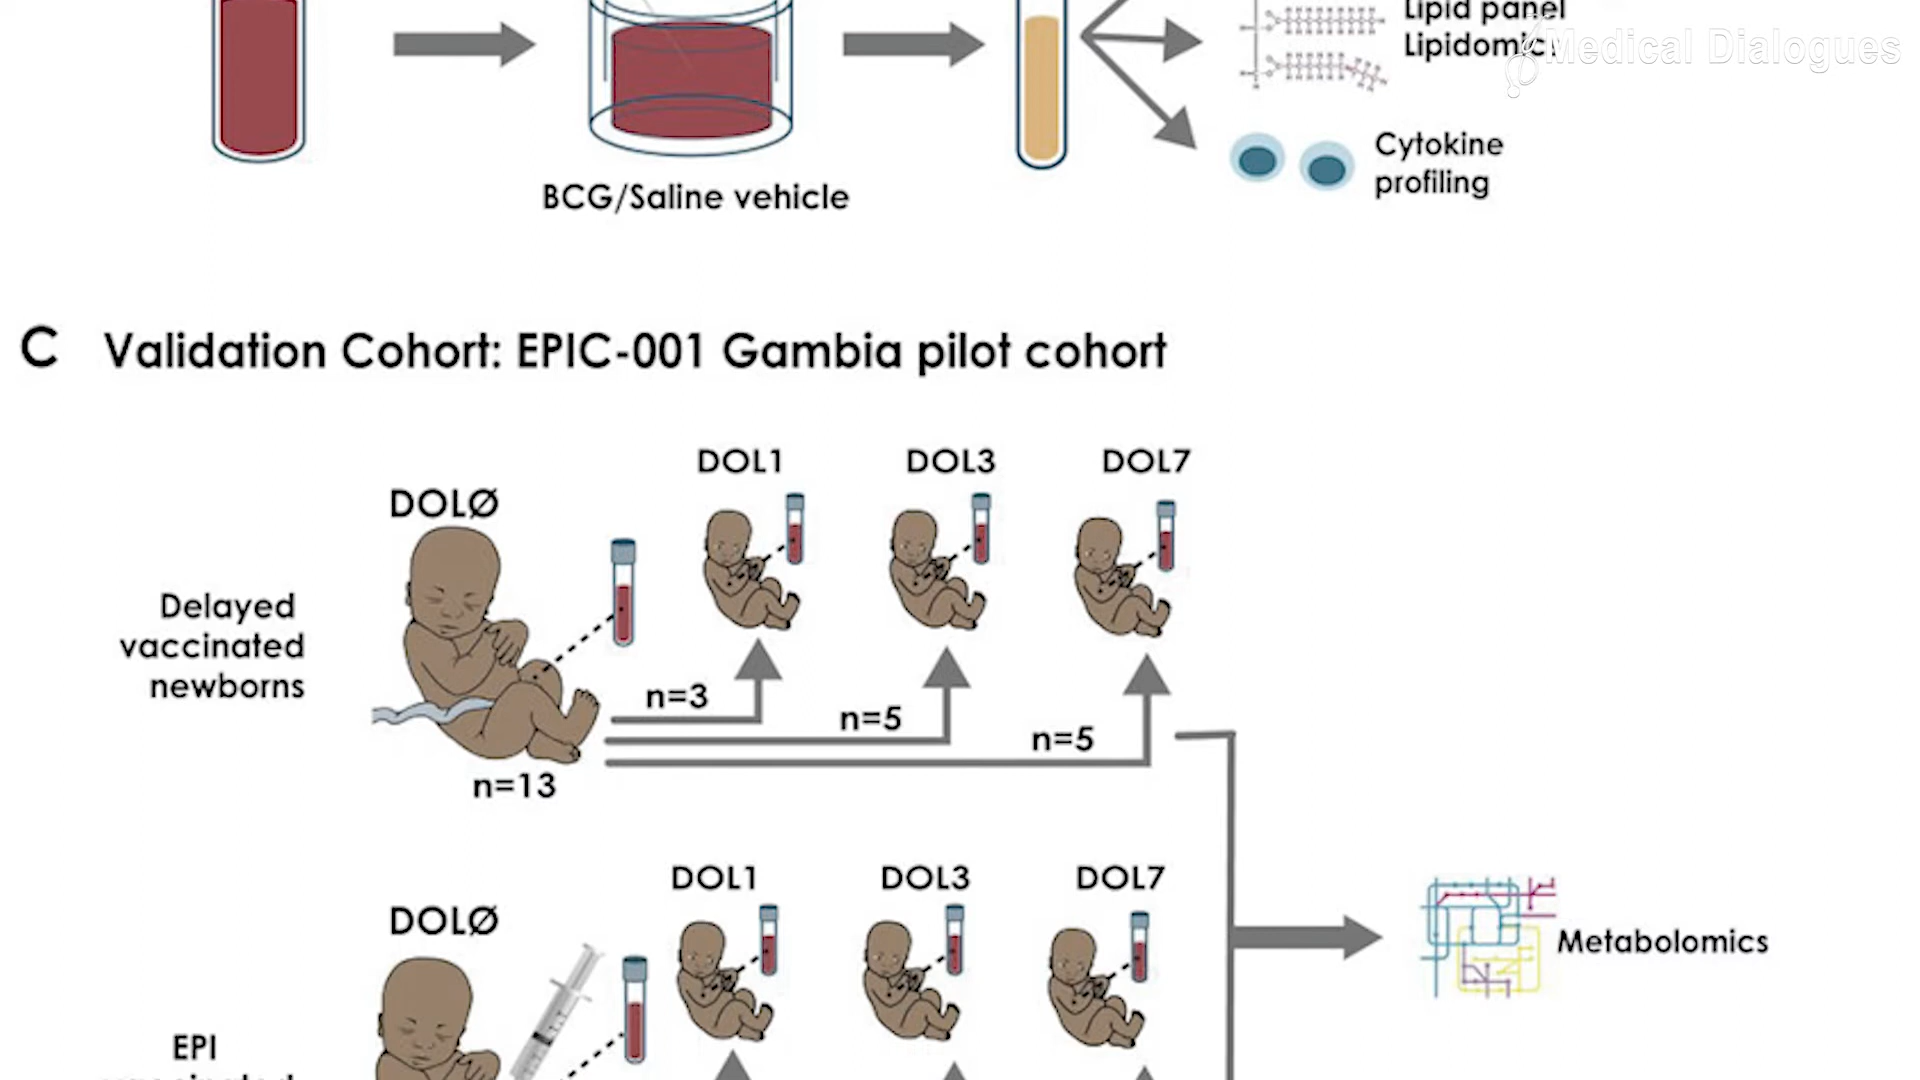 Lipid panel
Medical Dialogues
BCG/Saline vehicle
Cytokine
profiling
C Validation Cohort: EPIC-001 Gambia pilot cohort
DOL1
DOL3
DOL7
DOLØ
Delayed
vaccinated
newborns
n=3
n=5
n=5
n=13
DOL1
DOL3
DOL7
DOLØ
Metabolomics
EPI
vaccinated